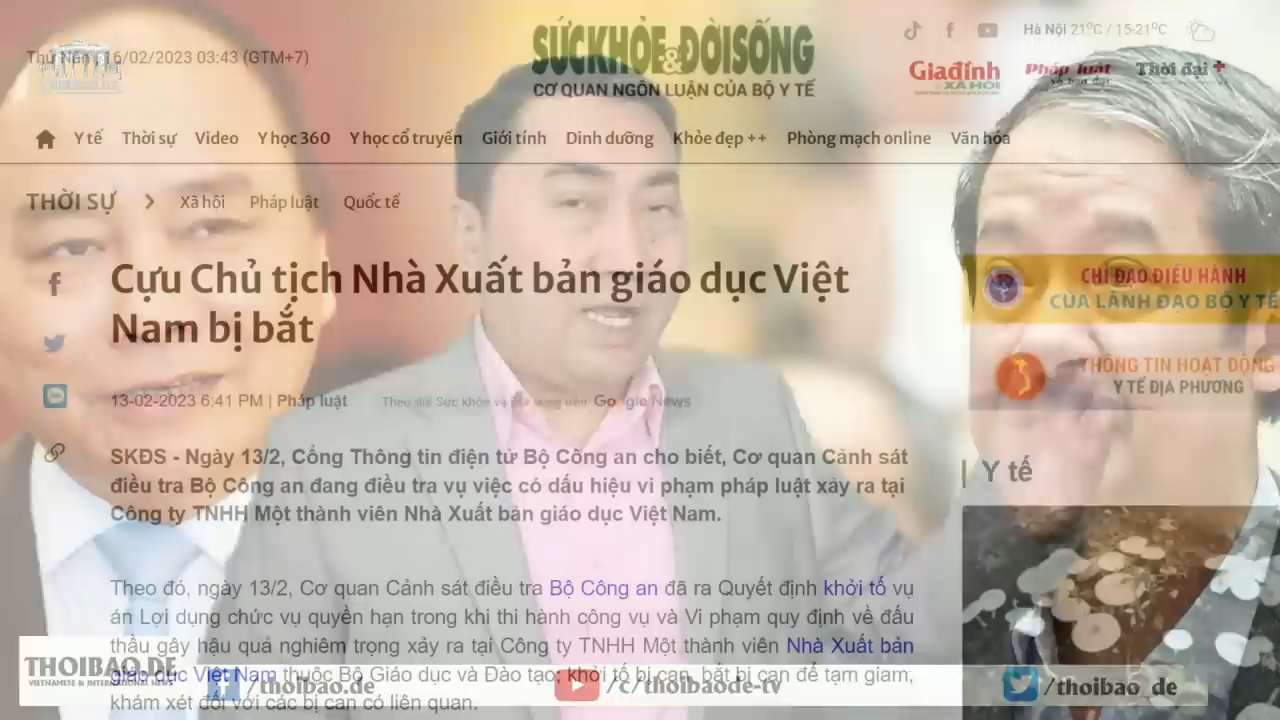 Thứ Năm, 16/02/2023 03:43 (GTM+7)
SỨC KHỎE & ĐỜI SỐNG
CƠ QUAN NGÔN LUẬN CỦA BỘ Y TẾ
Hà Nội 21°C / 15-21°C
Gia đình XÃ HỘI
Pháp luật
Thời đại +
Y tế Thời sự Video Y học 360 Y học cổ truyền Giới tính Dinh dưỡng Khỏe đẹp ++ Phòng mạch online Văn hóa
THỜI SỰ > Xã hội Pháp luật Quốc tế
Cựu Chủ tịch Nhà Xuất bản giáo dục Việt
Nam bị bắt
CHỈ ĐẠO ĐIỀU HÀNH
CỦA LÃNH ĐẠO BỘ Y TẾ
THÔNG TIN HOẠT ĐỘNG
Y TẾ ĐỊA PHƯƠNG
13-02-2023 6:41 PM | Pháp luật
Y tế
SKĐS - Ngày 13/2, Cổng Thông tin điện tử Bộ Công an cho biết, Cơ quan Cảnh sát
điều tra Bộ Công an đang điều tra vụ việc có dấu hiệu vi phạm pháp luật xảy ra tại
Công ty TNHH Một thành viên Nhà Xuất bản giáo dục Việt Nam.
Theo đó, ngày 13/2, Cơ quan Cảnh sát điều tra Bộ Công an đã ra Quyết định khởi tố vụ
án Lợi dụng chức vụ quyền hạn trong khi thi hành công vụ và Vi phạm quy định về đấu
thầu gây hậu quả nghiêm trọng xảy ra tại Công ty TNHH Một thành viên Nhà Xuất bản
giáo dục Việt Nam thuộc Bộ Giáo dục và Đào tạo; khởi tố bị can, bắt bị can để tạm giam,
khám xét đối với các bị can có liên quan.
THOIBAO.DE
VIETNAMESE & INTERNATIONAL NEWS
/thoibao.de
/c/thoibaode-tv
/thoibao_de